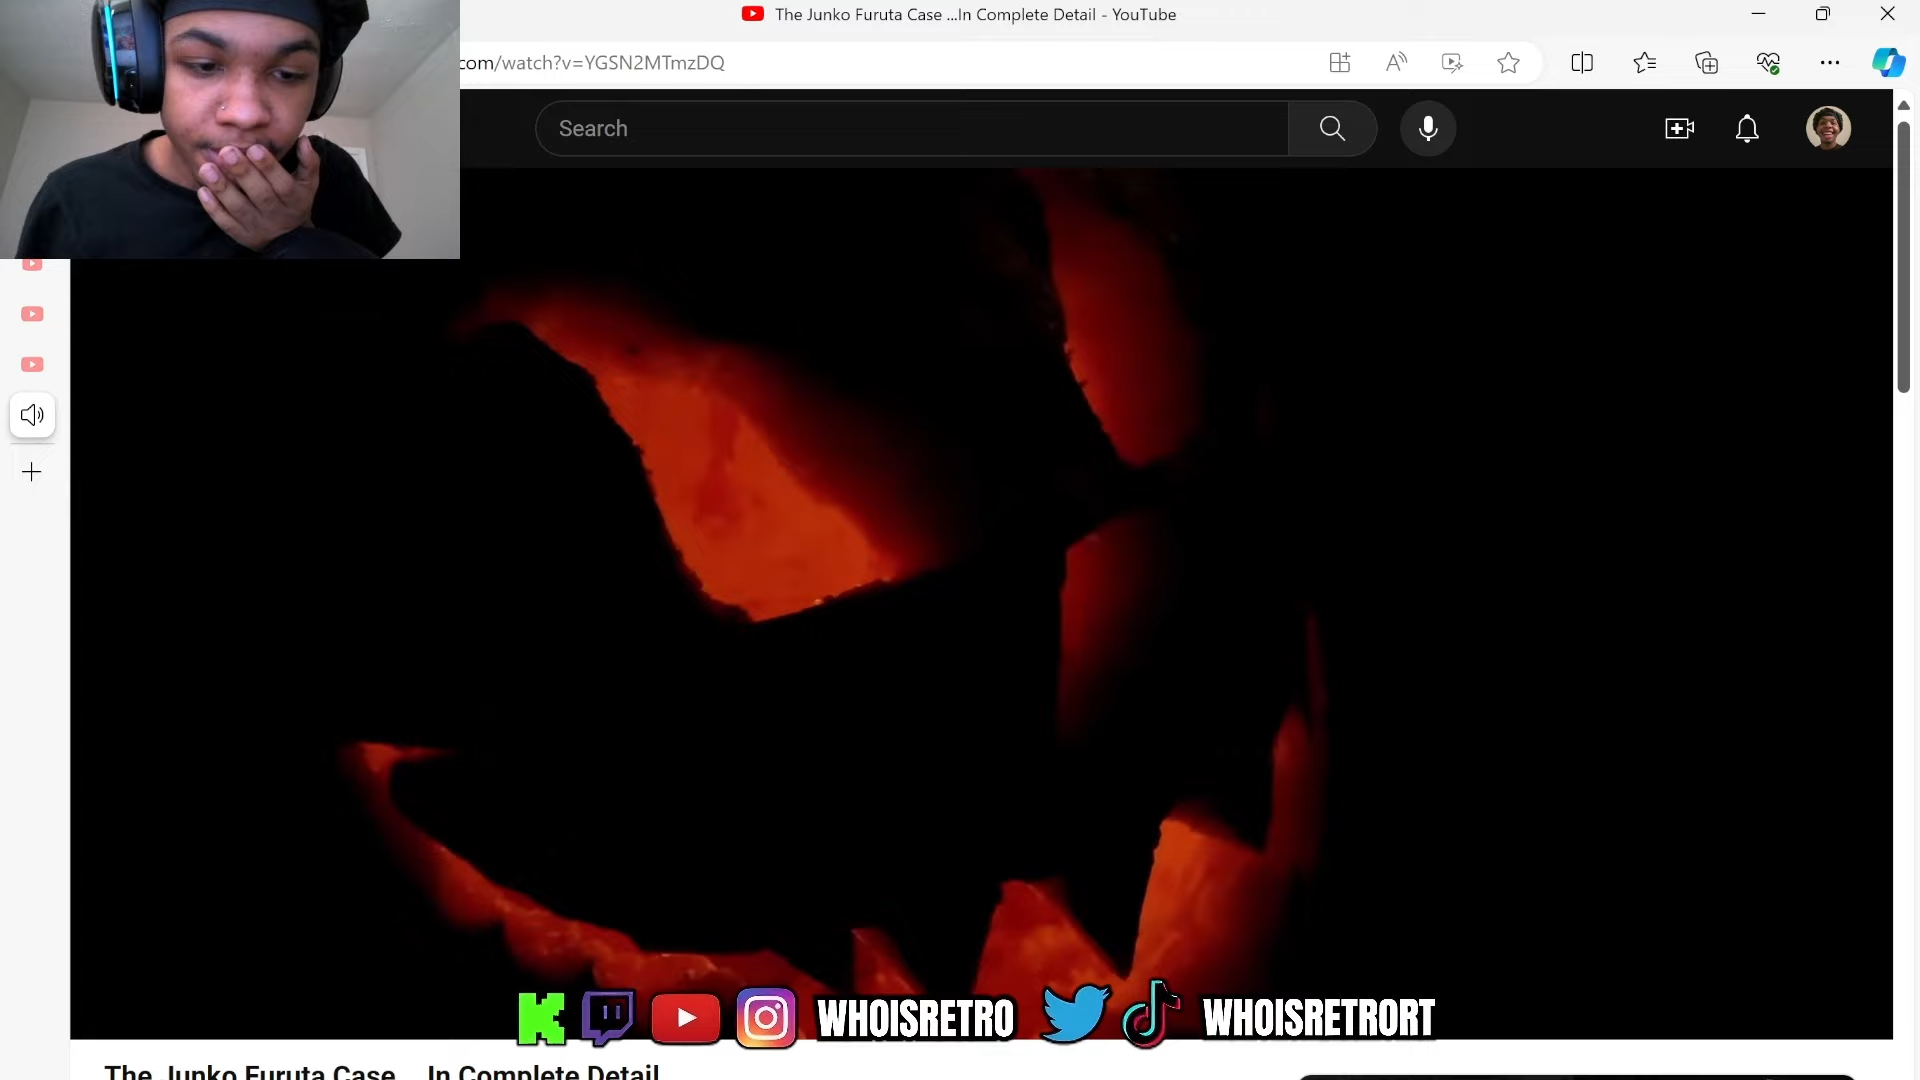 The Junko Furuta Case ...In Complete Detail - YouTube
com/watch?v=YGSN2MTmzDQ
Search
WHOISRETRO WHOISRETRORT
The Junko Furuta Case ...In Complete Detail